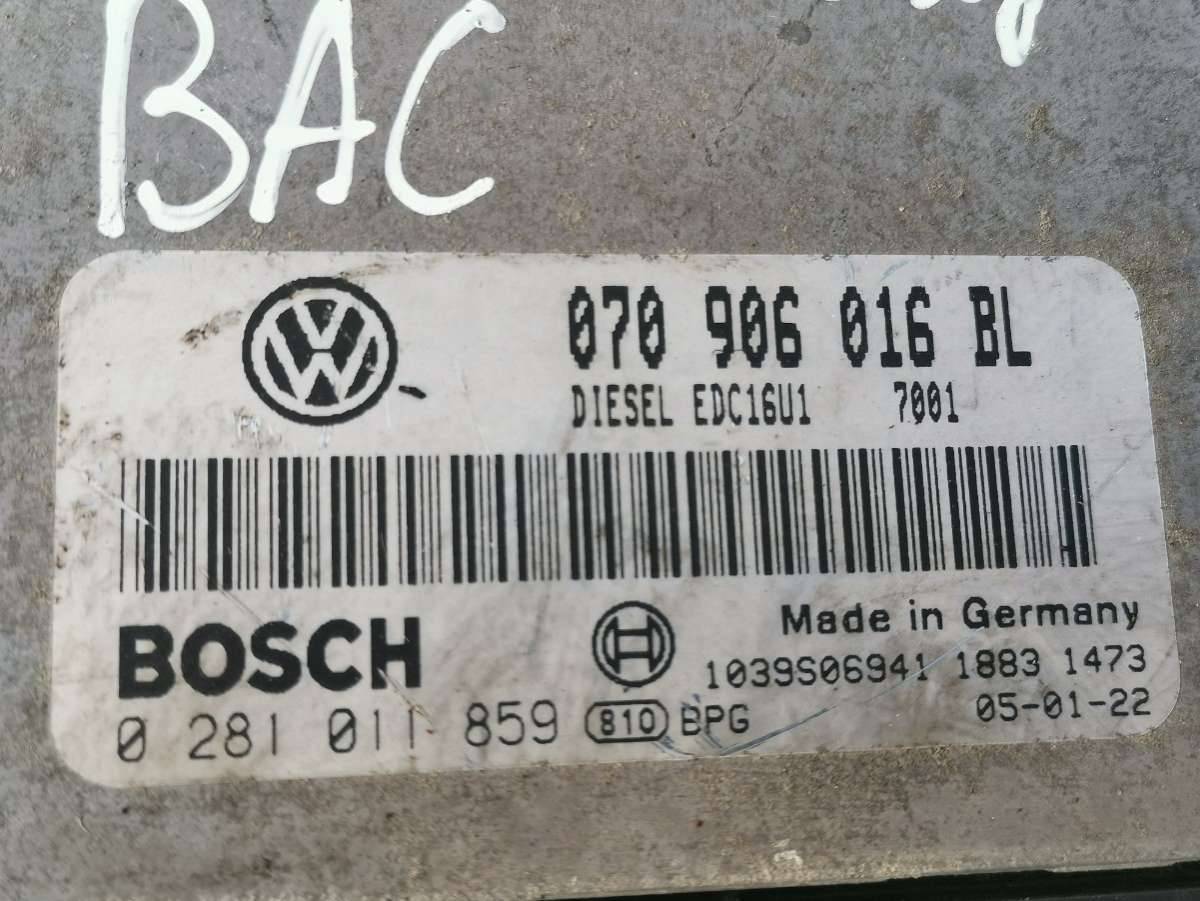 BAC
070 906 016 BL
DIESEL EDC16U1 7001
BOSCH
Made in Germany
1039S06941 1883 1473
0 281 011 859 810 BPG 05-01-22